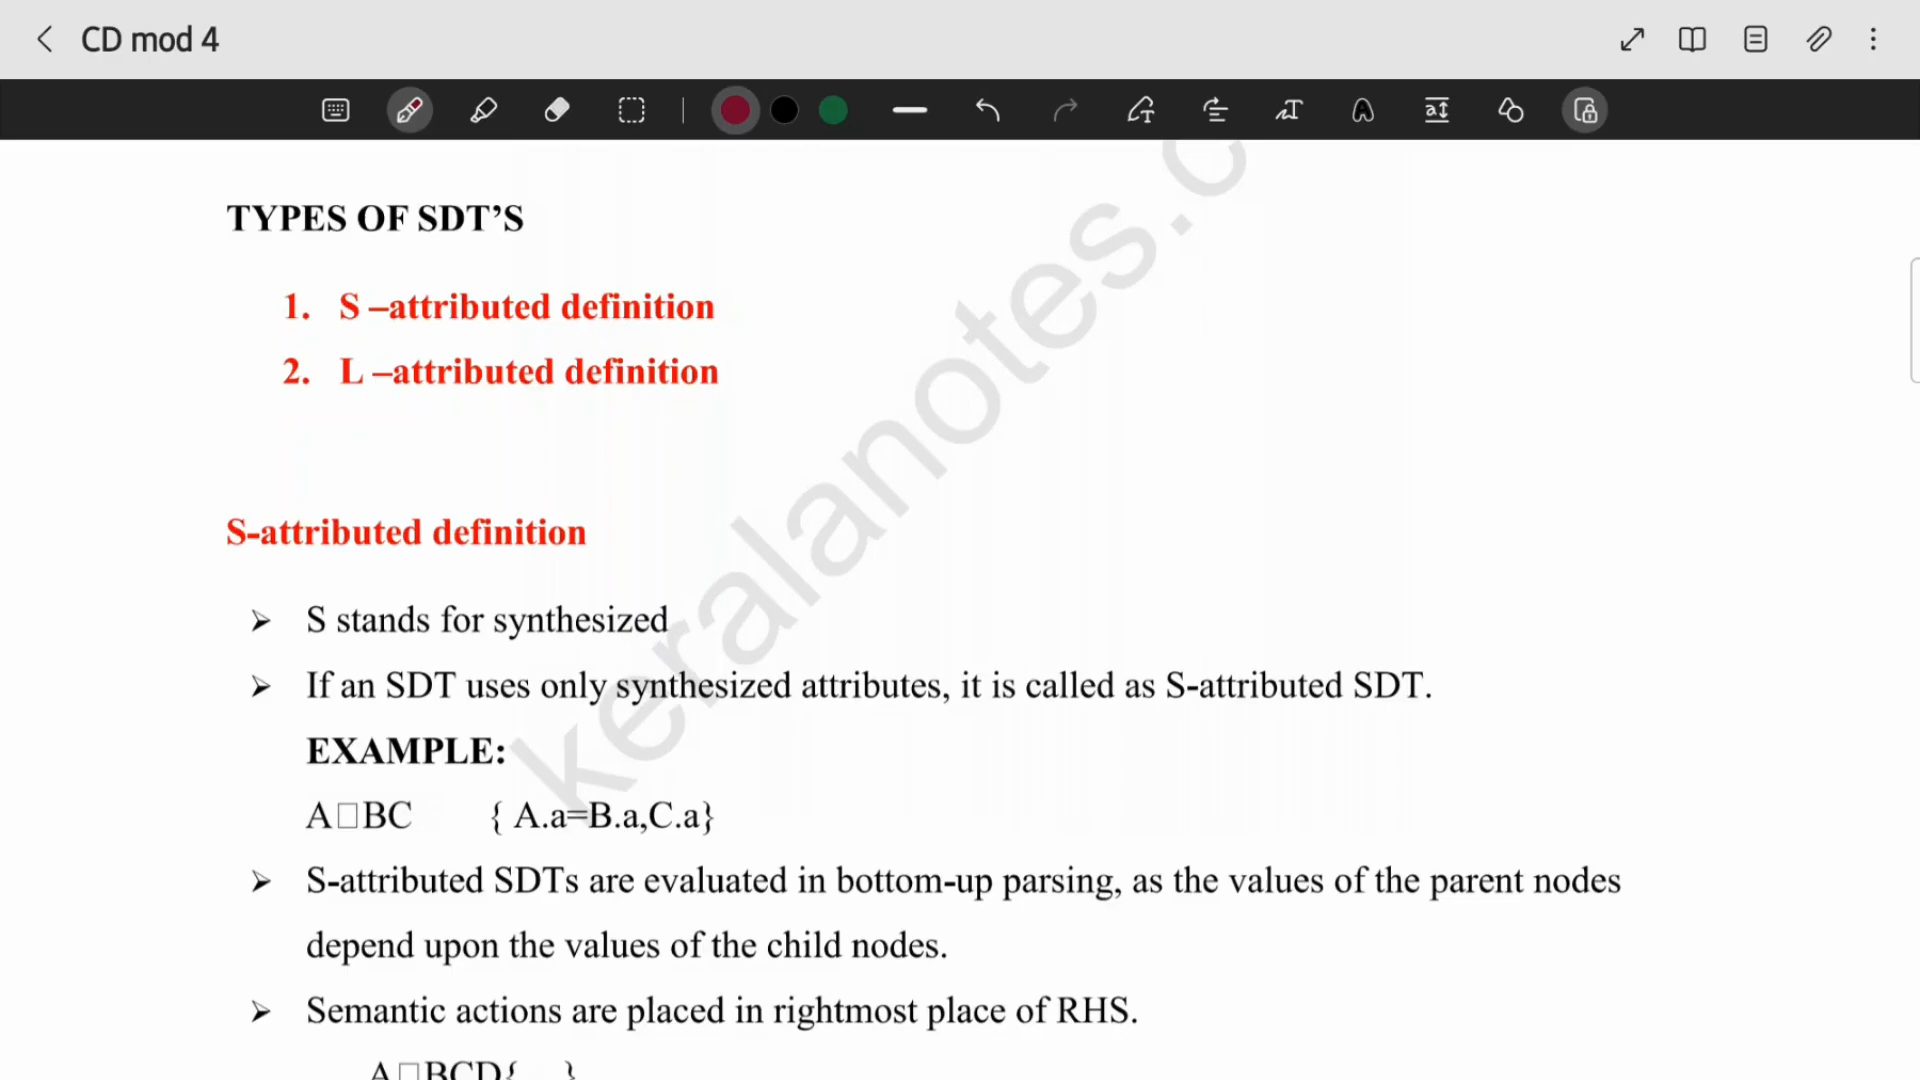 CD mod 4
TYPES OF SDT’S
1. S –attributed definition
2. L –attributed definition
S-attributed definition
➢ S stands for synthesized
➢ If an SDT uses only synthesized attributes, it is called as S-attributed SDT.
EXAMPLE:
A□BC { A.a=B.a,C.a}
➢ S-attributed SDTs are evaluated in bottom-up parsing, as the values of the parent nodes
depend upon the values of the child nodes.
➢ Semantic actions are placed in rightmost place of RHS.
A□BCD{ }
keralanotes.c